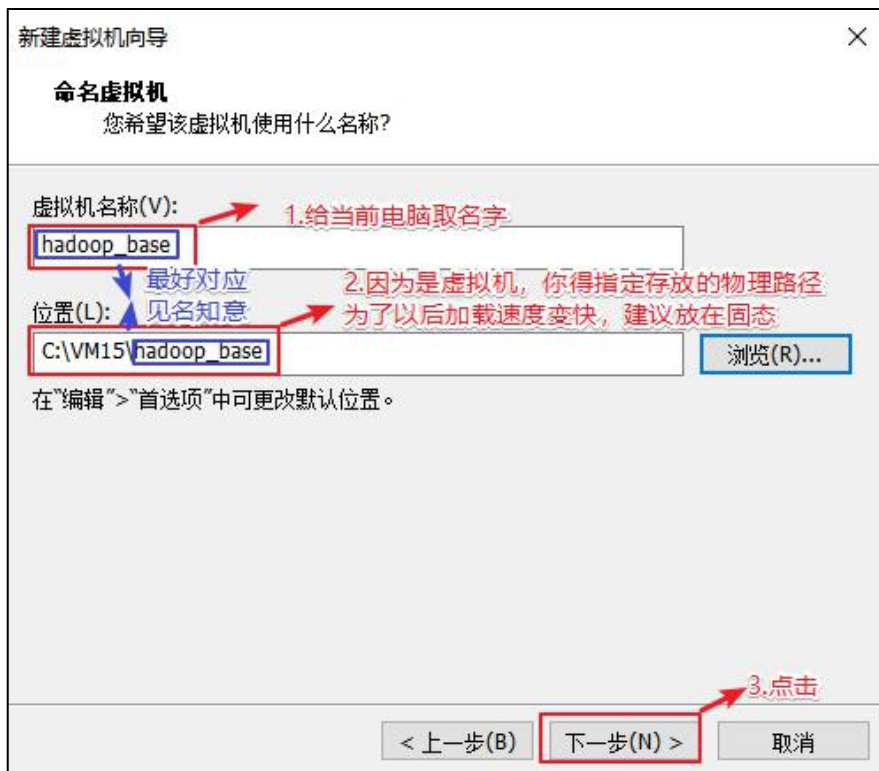 新建虚拟机向导
命名虚拟机
您希望该虚拟机使用什么名称?
虚拟机名称(V):
1.给当前电脑取名字
hadoop_base
最好对应
见名知意
2.因为是虚拟机，你得指定存放的物理路径
为了以后加载速度变快，建议放在固态
位置(L):
C:\VM15\hadoop_base
浏览(R)...
在"编辑">"首选项"中可更改默认位置。
3.点击
< 上一步(B)
下一步(N) >
取消